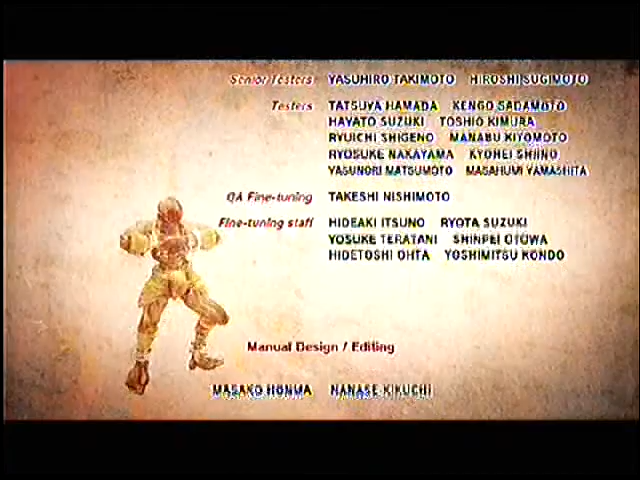 Senior Testers YASUHIRO TAKIMOTO HIROSHI SUGIMOTO
Testers TATSUYA HAMADA KENGO SADAMOTO
HAYATO SUZUKI TOSHIO KIMURA
RYUICHI SHIGENO MANABU KIYOMOTO
RYOSUKE NAKAYAMA KYOHEI SHIINO
YASUNORI MATSUMOTO MASAHUMI YAMASHITA
QA Fine-tuning TAKESHI NISHIMOTO
Fine-tuning staff HIDEAKI ITSUNO RYOTA SUZUKI
YOSUKE TERATANI SHINPEI OTOWA
HIDETOSHI OHTA YOSHIMITSU KONDO
Manual Design / Editing
MASAKO HONMA NANASE KIKUCHI